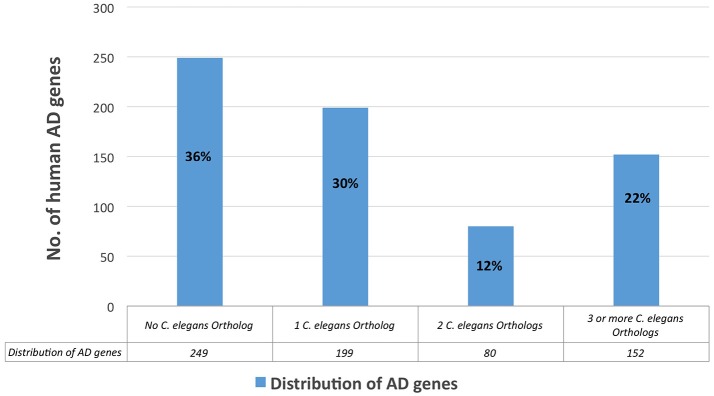 300
250
200
150
100
50
0
No. of human AD genes
36%
30%
12%
22%
No C. elegans Ortholog
1 C. elegans Ortholog
2 C. elegans Orthologs
3 or more C. elegans
Orthologs
Distribution of AD genes 249 199 80 152
Distribution of AD genes